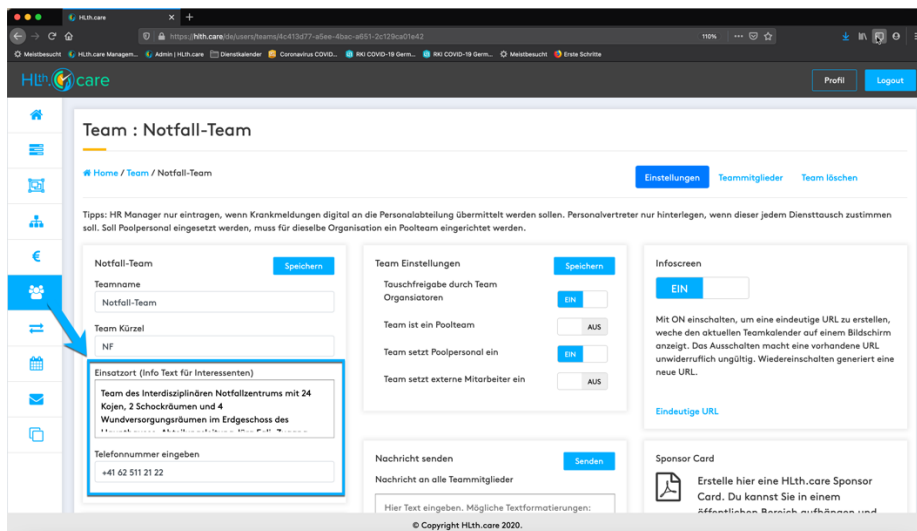 HLth.care
https://hlth.care/de/users/teams/4c413d77-a5ee-4bac-a651-2c129ca01e42
110%
Meistbesucht HLth.care Managem... Admin | HLth.care Dienstkalender Coronavirus COVID... RKI COVID-19 Germ... RKI COVID-19 Germ... Meistbesucht Erste Schritte
HLth.care
Profil
Logout
Team : Notfall-Team
Home / Team / Notfall-Team
Einstellungen
Teammitglieder
Team löschen
Tipps: HR Manager nur eintragen, wenn Krankmeldungen digital an die Personalabteilung übermittelt werden sollen. Personalvertreter nur hinterlegen, wenn dieser jedem Diensttausch zustimmen
soll. Soll Poolpersonal eingesetzt werden, muss für dieselbe Organisation ein Poolteam eingerichtet werden.
Notfall-Team
Speichern
Teamname
Notfall-Team
Team Kürzel
NF
Einsatzort (Info Text für Interessenten)
Team des Interdisziplinären Notfallzentrums mit 24
Kojen, 2 Schockräumen und 4
Wundversorgungsräumen im Erdgeschoss des
Telefonnummer eingeben
+41 62 511 21 22
Team Einstellungen
Speichern
Tauschfreigabe durch Team
Organsiatoren
EIN
Team ist ein Poolteam
AUS
Team setzt Poolpersonal ein
EIN
Team setzt externe Mitarbeiter ein
AUS
Nachricht senden
Senden
Nachricht an alle Teammitglieder
Hier Text eingeben. Mögliche Textformatierungen:
Infoscreen
EIN
Mit ON einschalten, um eine eindeutige URL zu erstellen,
weche den aktuellen Teamkalender auf einem Bildschirm
anzeigt. Das Ausschalten macht eine vorhandene URL
unwiderruflich ungültig. Wiedereinschalten generiert eine
neue URL.
Eindeutige URL
Sponsor Card
Erstelle hier eine HLth.care Sponsor
Card. Du kannst Sie in einem
öffentlichen Bereich aufhängen und
© Copyright HLth.care 2020.